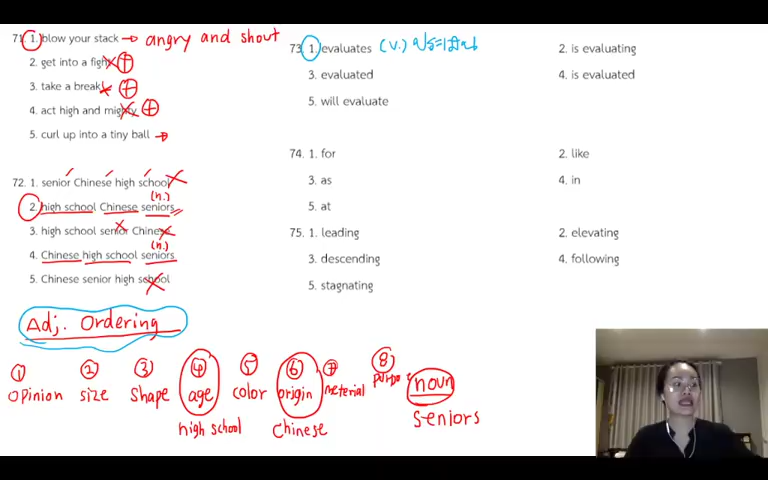 71. 1. blow your stack → angry and shout
2. get into a fight
3. take a break
4. act high and mighty
5. curl up into a tiny ball →
72. 1. senior Chinese high school
(n.)
2. high school Chinese seniors
3. high school senior Chinese
(n.)
4. Chinese high school seniors
5. Chinese senior high school
Adj. Ordering
① ② ③ ④ ⑤ ⑥ ⑦ ⑧
opinion size shape age color origin material noun
high school Chinese seniors
73. 1. evaluates (v.) ประเมิน
2. is evaluating
3. evaluated
4. is evaluated
5. will evaluate
74. 1. for
2. like
3. as
4. in
5. at
75. 1. leading
2. elevating
3. descending
4. following
5. stagnating